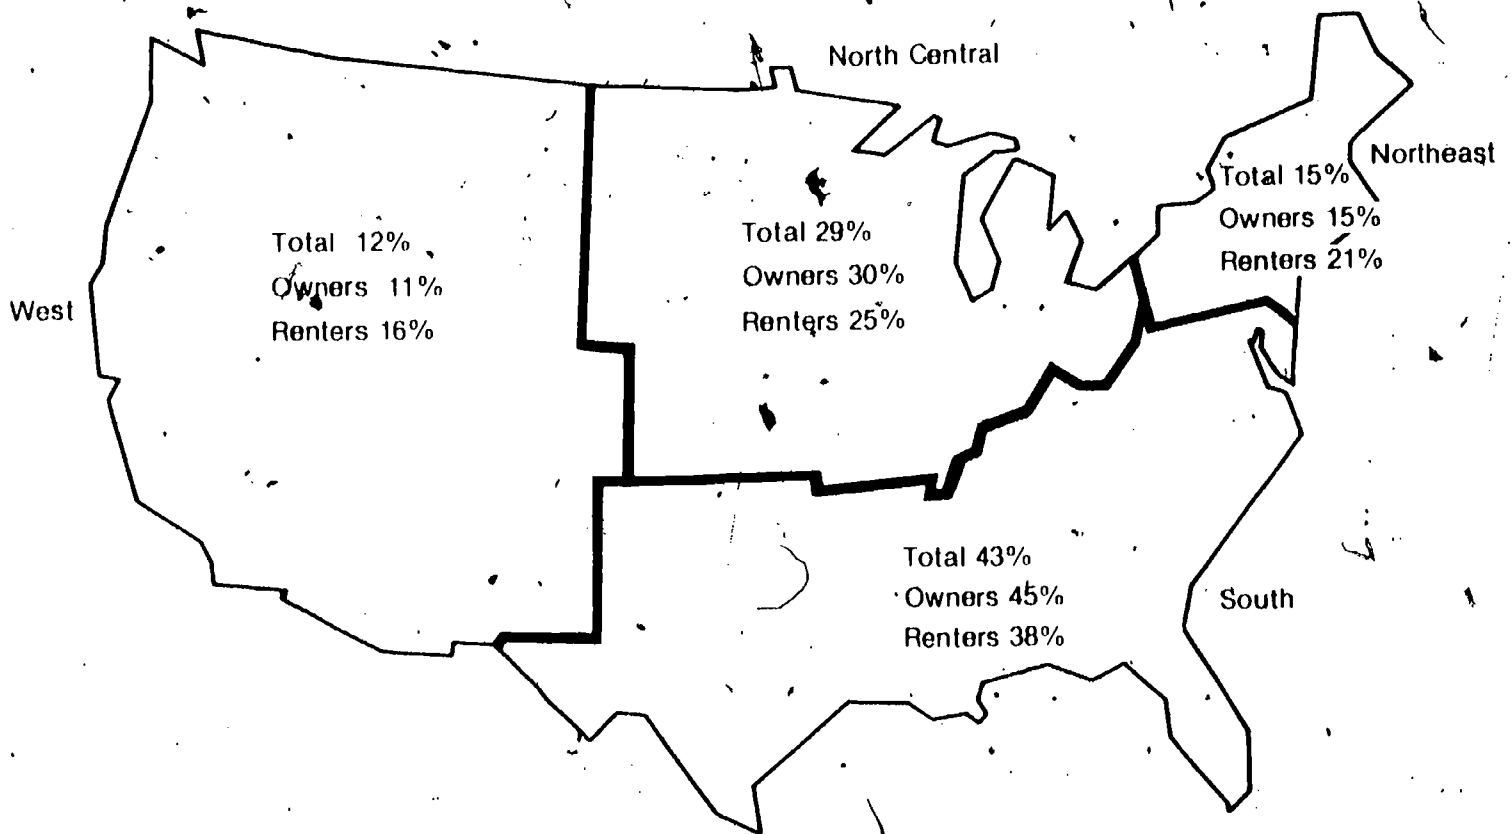 North Central
Northeast
Total 15%
Owners 15%
Renters 21%
Total 29%
Owners 30%
Renters 25%
Total 12%
Owners 11%
Renters 16%
West
Total 43%
Owners 45%
Renters 38%
South